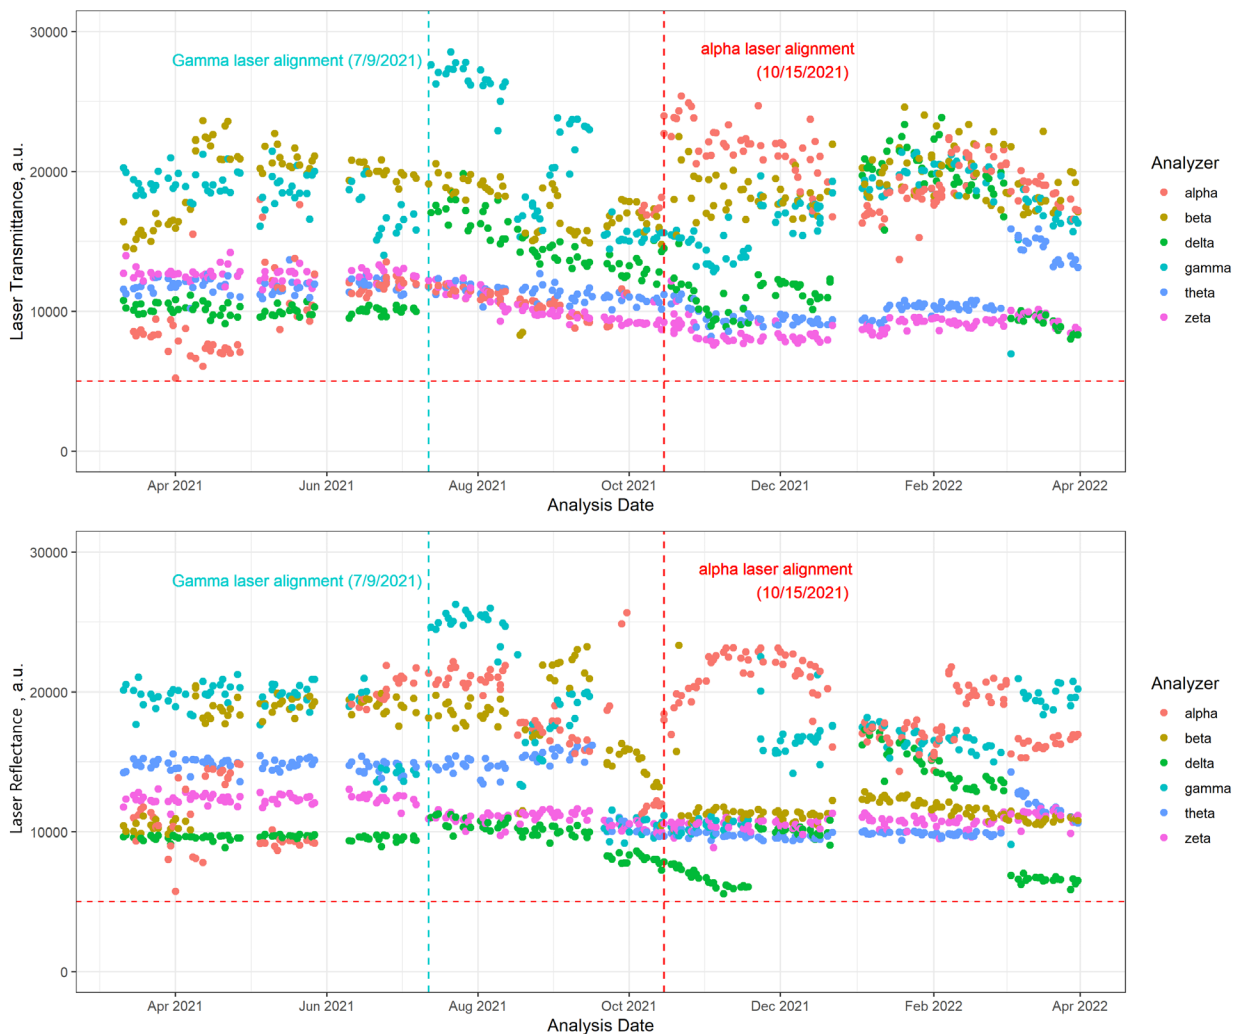 30000
20000
10000
0
Laser Transmittance, a.u.
Gamma laser alignment (7/9/2021)
alpha laser alignment
(10/15/2021)
Apr 2021
Jun 2021
Aug 2021
Oct 2021
Dec 2021
Feb 2022
Apr 2022
Analysis Date
Analyzer
alpha
beta
delta
gamma
theta
zeta
30000
20000
10000
0
Laser Reflectance , a.u.
Gamma laser alignment (7/9/2021)
alpha laser alignment
(10/15/2021)
Apr 2021
Jun 2021
Aug 2021
Oct 2021
Dec 2021
Feb 2022
Apr 2022
Analysis Date
Analyzer
alpha
beta
delta
gamma
theta
zeta